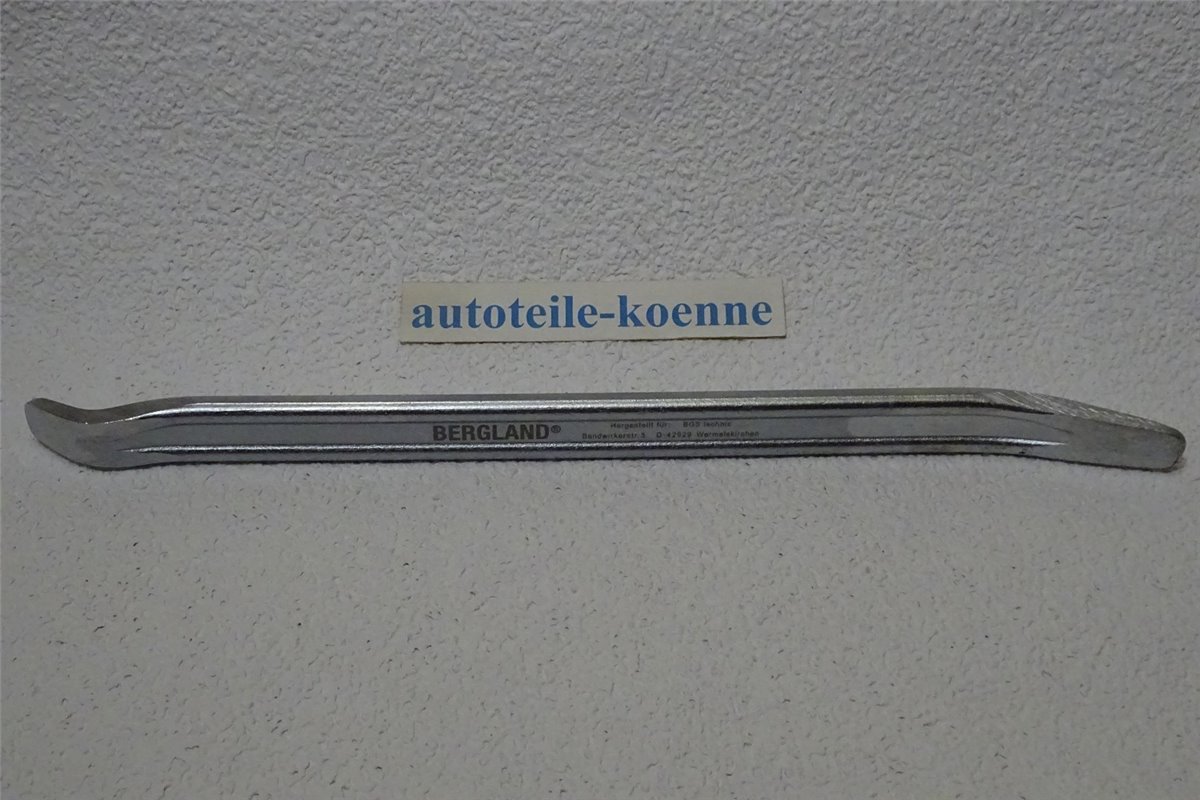 autoteile-koenne
BERGLAND®
Hergestellt für: BGS technic
Bandwirkerstr. 3 D-42929 Wermelskirchen